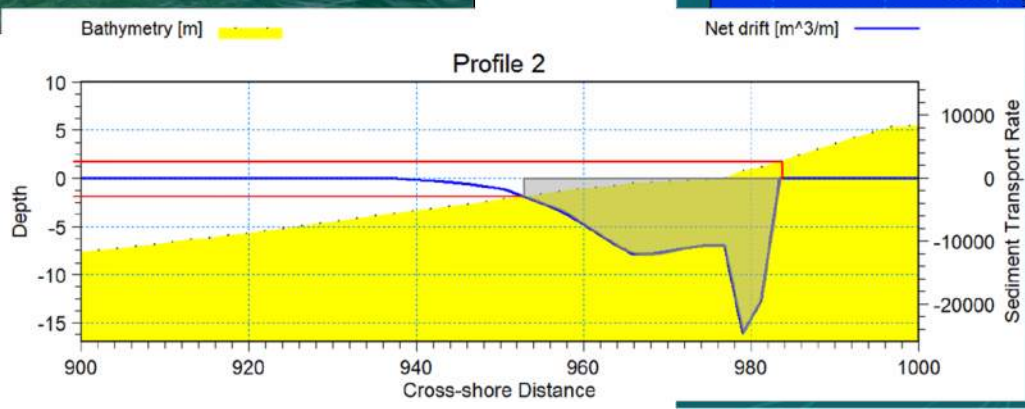 Bathymetry [m]
Net drift [m^3/m]
Profile 2
10
5
0
-5
-10
-15
Depth
10000
0
-10000
-20000
Sediment Transport Rate
900
920
940
960
980
1000
Cross-shore Distance